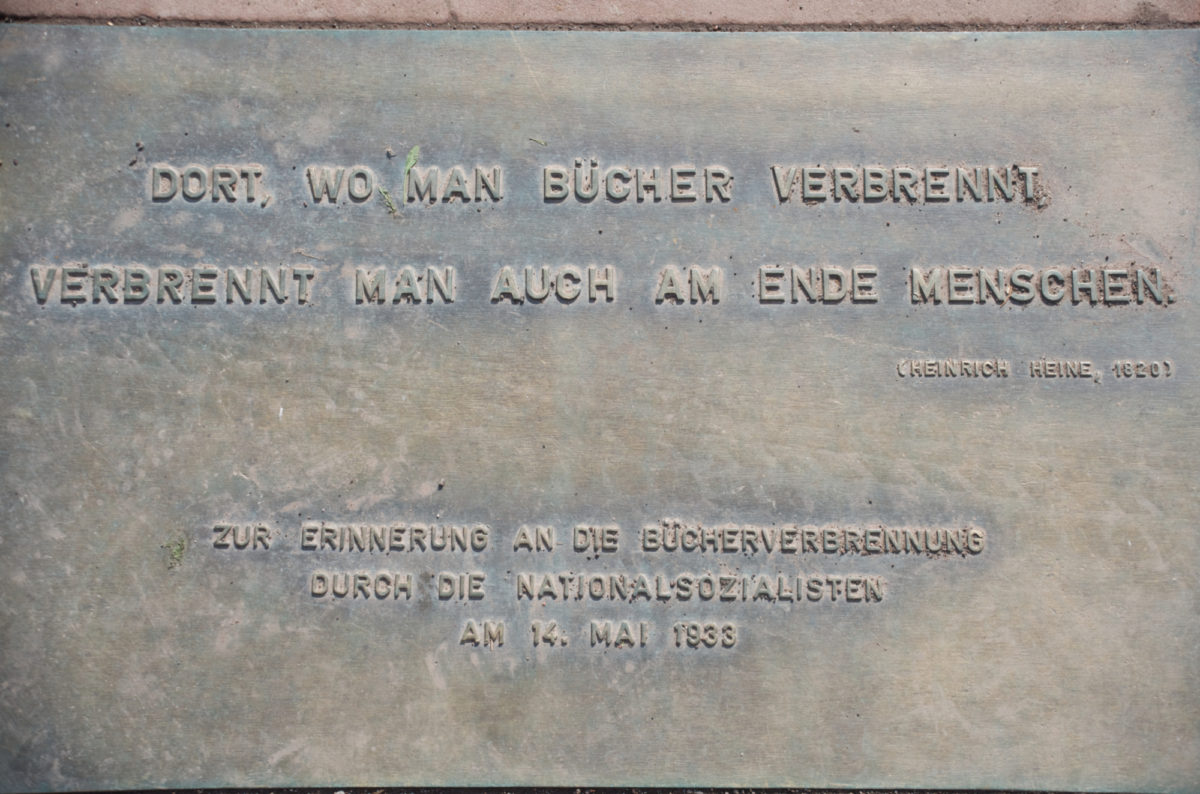 DORT, WO MAN BÜCHER VERBRENNT
VERBRENNT MAN AUCH AM ENDE MENSCHEN.
(HEINRICH HEINE, 1820)
ZUR ERINNERUNG AN DIE BÜCHERVERBRENNUNG
DURCH DIE NATIONALSOZIALISTEN
AM 14. MAI 1933